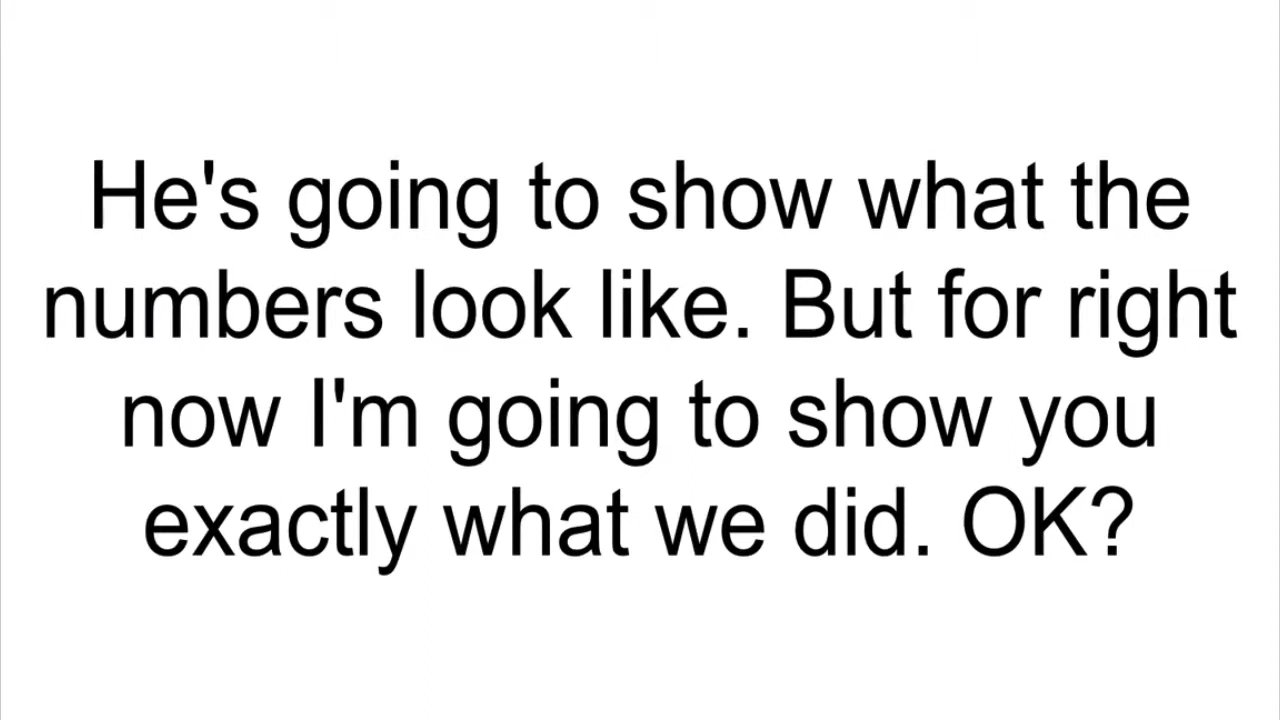 He's going to show what the
numbers look like. But for right
now I'm going to show you
exactly what we did. OK?